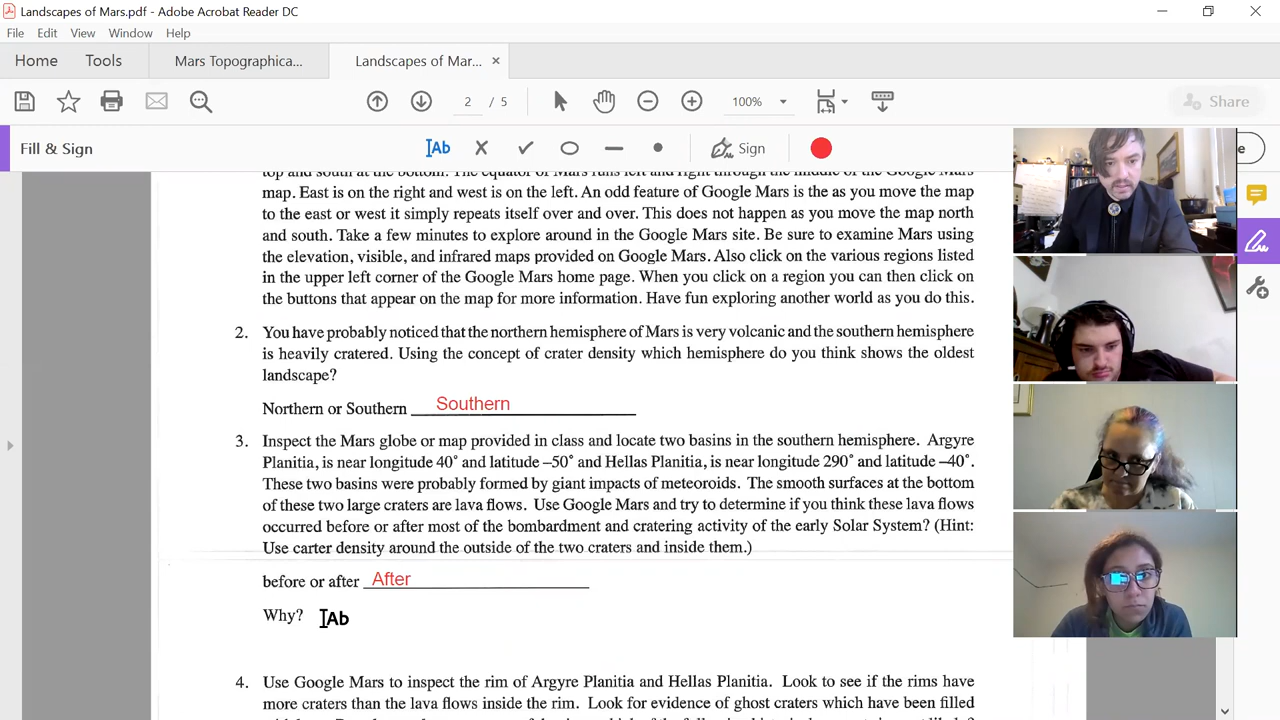 Landscapes of Mars.pdf - Adobe Acrobat Reader DC
File Edit View Window Help
Home Tools Mars Topographica... Landscapes of Mar... ×
2 / 5 100% Share
Fill & Sign Ab Sign
top and south at the bottom. The equator of Mars runs left and right through the middle of the Google Mars
map. East is on the right and west is on the left. An odd feature of Google Mars is the as you move the map
to the east or west it simply repeats itself over and over. This does not happen as you move the map north
and south. Take a few minutes to explore around in the Google Mars site. Be sure to examine Mars using
the elevation, visible, and infrared maps provided on Google Mars. Also click on the various regions listed
in the upper left corner of the Google Mars home page. When you click on a region you can then click on
the buttons that appear on the map for more information. Have fun exploring another world as you do this.
2. You have probably noticed that the northern hemisphere of Mars is very volcanic and the southern hemisphere
is heavily cratered. Using the concept of crater density which hemisphere do you think shows the oldest
landscape?
Northern or Southern Southern
3. Inspect the Mars globe or map provided in class and locate two basins in the southern hemisphere. Argyre
Planitia, is near longitude 40° and latitude –50° and Hellas Planitia, is near longitude 290° and latitude –40°.
These two basins were probably formed by giant impacts of meteoroids. The smooth surfaces at the bottom
of these two large craters are lava flows. Use Google Mars and try to determine if you think these lava flows
occurred before or after most of the bombardment and cratering activity of the early Solar System? (Hint:
Use carter density around the outside of the two craters and inside them.)
before or after After
Why? Ab
4. Use Google Mars to inspect the rim of Argyre Planitia and Hellas Planitia. Look to see if the rims have
more craters than the lava flows inside the rim. Look for evidence of ghost craters which have been filled